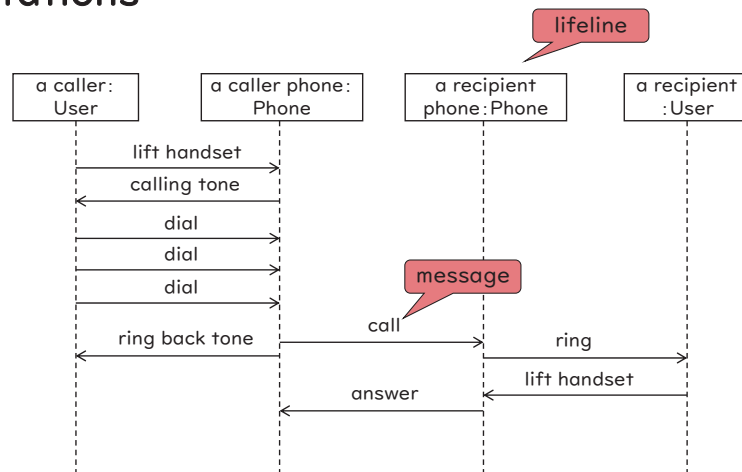 lifeline
a caller:
User
a caller phone:
Phone
a recipient
phone:Phone
a recipient
:User
lift handset
calling tone
dial
dial
dial
message
call
ring back tone
ring
lift handset
answer